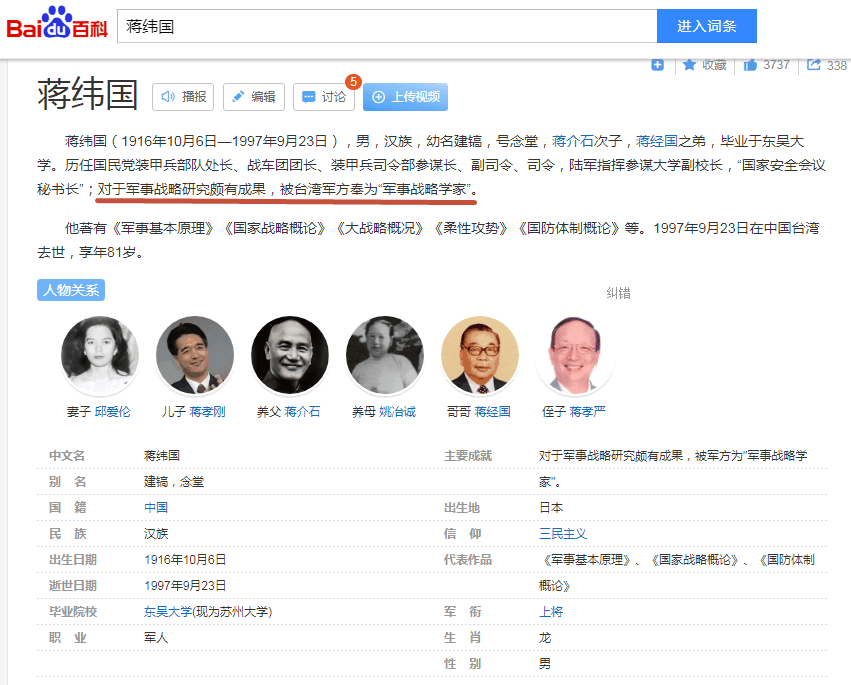 Bai du 百科
蒋纬国
进入词条
收藏
3737
338
蒋纬国
播报
编辑
讨论
5
上传视频
蒋纬国（1916年10月6日—1997年9月23日），男，汉族，幼名建镐，号念堂，蒋介石次子，蒋经国之弟，毕业于东吴大
学。历任国民党装甲兵部队处长、战车团团长、装甲兵司令部参谋长、副司令、司令，陆军指挥参谋大学副校长，“国家安全会议
秘书长”；对于军事战略研究颇有成果，被台湾军方奉为“军事战略学家”。
他著有《军事基本原理》《国家战略概论》《大战略概况》《柔性攻势》《国防体制概论》等。1997年9月23日在中国台湾
去世，享年81岁。
人物关系
纠错
妻子 邱爱伦
儿子 蒋孝刚
养父 蒋介石
养母 姚冶诚
哥哥 蒋经国
侄子 蒋孝严
中文名 蒋纬国
别 名 建镐，念堂
国 籍 中国
民 族 汉族
出生日期 1916年10月6日
逝世日期 1997年9月23日
毕业院校 东吴大学(现为苏州大学)
职 业 军人
主要成就 对于军事战略研究颇有成果，被军方为"军事战略学
家"。
出生地 日本
信 仰 三民主义
代表作品 《军事基本原理》、《国家战略概论》、《国防体制
概论》
军 衔 上将
生 肖 龙
性 别 男